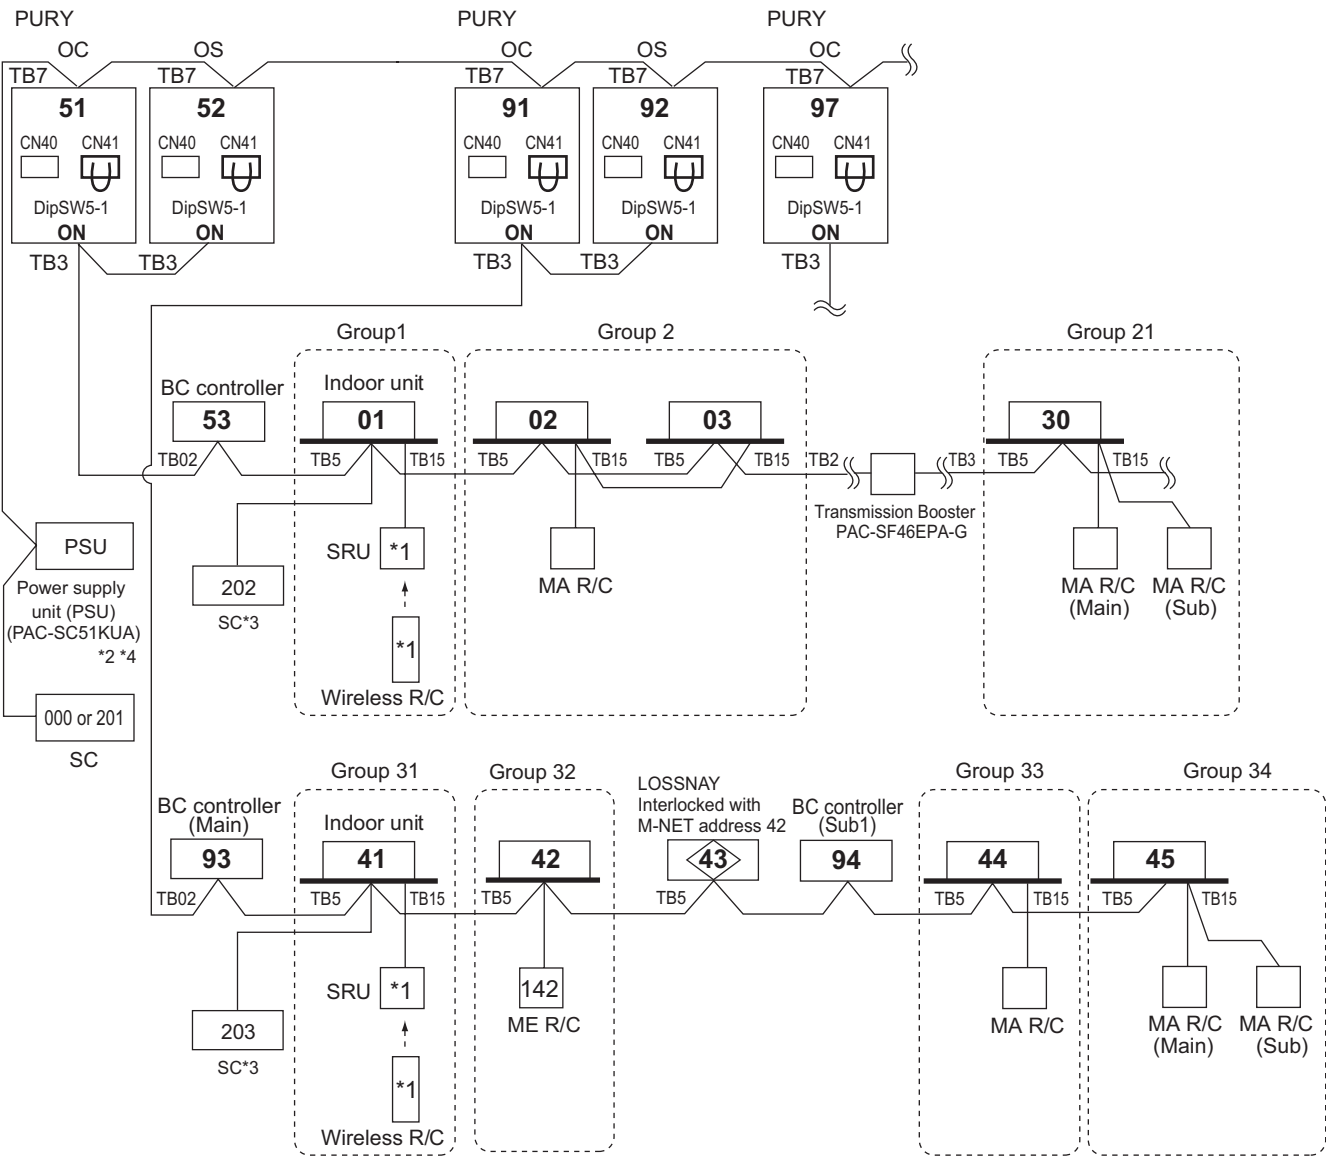 PURY PURY PURY
OC OS OC OS OC
TB7 TB7 TB7 TB7 TB7
51 52 91 92 97
CN40 CN41 CN40 CN41 CN40 CN41 CN40 CN41 CN40 CN41
DipSW5-1 DipSW5-1 DipSW5-1 DipSW5-1 DipSW5-1
ON ON ON ON ON
TB3 TB3 TB3 TB3 TB3
Group1 Group 2 Group 21
BC controller Indoor unit
53 01 02 03 30
TB02 TB5 TB15 TB5 TB15 TB5 TB15 TB2 TB3 TB5 TB15
Transmission Booster
PAC-SF46EPA-G
PSU
Power supply
unit (PSU)
(PAC-SC51KUA)
*2 *4
202
SC*3
SRU *1
*1
Wireless R/C
MA R/C
MA R/C
(Main)
MA R/C
(Sub)
000 or 201
SC
Group 31 Group 32 Group 33 Group 34
BC controller
(Main)
Indoor unit
LOSSNAY
Interlocked with
M-NET address 42
BC controller
(Sub1)
93 41 42 43 94 44 45
TB02 TB5 TB15 TB5 TB5 TB5 TB15 TB5 TB15
203
SC*3
SRU *1
*1
Wireless R/C
142
ME R/C
MA R/C
MA R/C
(Main)
MA R/C
(Sub)